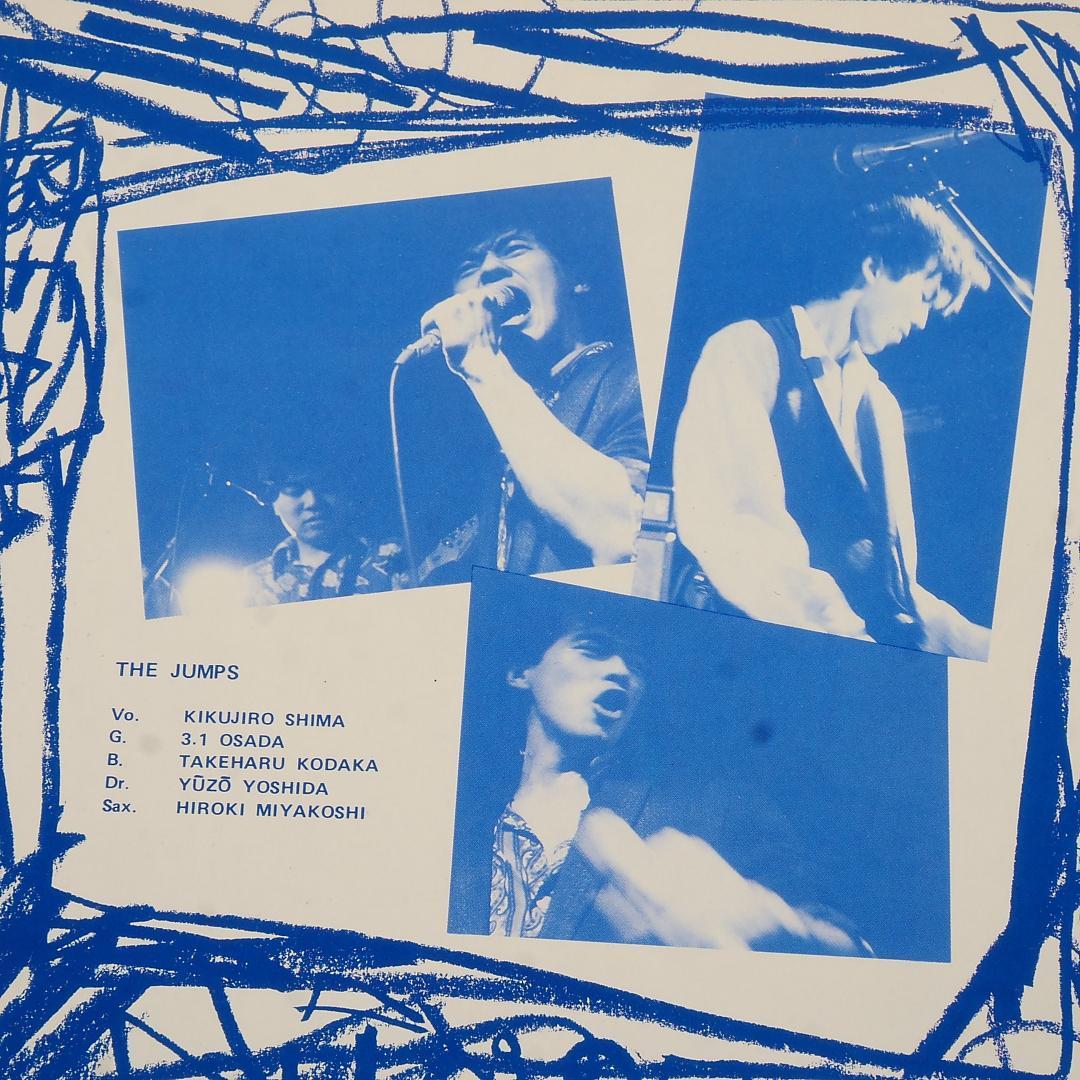 THE JUMPS
Vo. KIKUJIRO SHIMA
G. 3.1 OSADA
B. TAKEHARU KODAKA
Dr. YŪZŌ YOSHIDA
Sax. HIROKI MIYAKOSHI